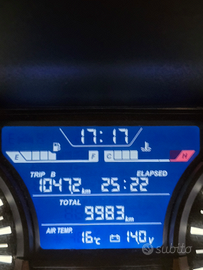 17:17
E F C H
TRIP B ELAPSED
1047.2 km 25:22
TOTAL
9983 km
AIR TEMP.
16°C 14.0 V
subito